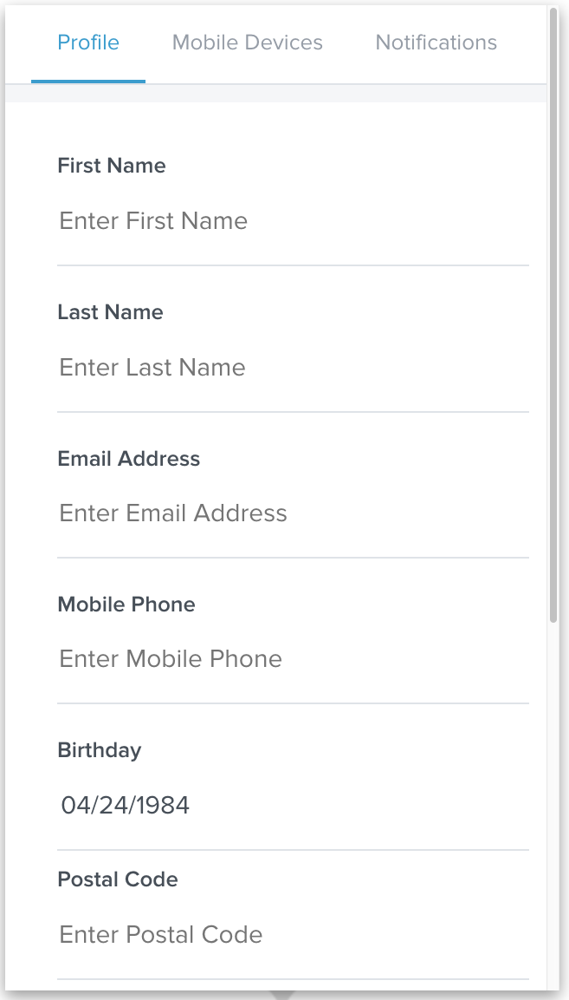 Profile Mobile Devices Notifications
First Name
Enter First Name
Last Name
Enter Last Name
Email Address
Enter Email Address
Mobile Phone
Enter Mobile Phone
Birthday
04/24/1984
Postal Code
Enter Postal Code